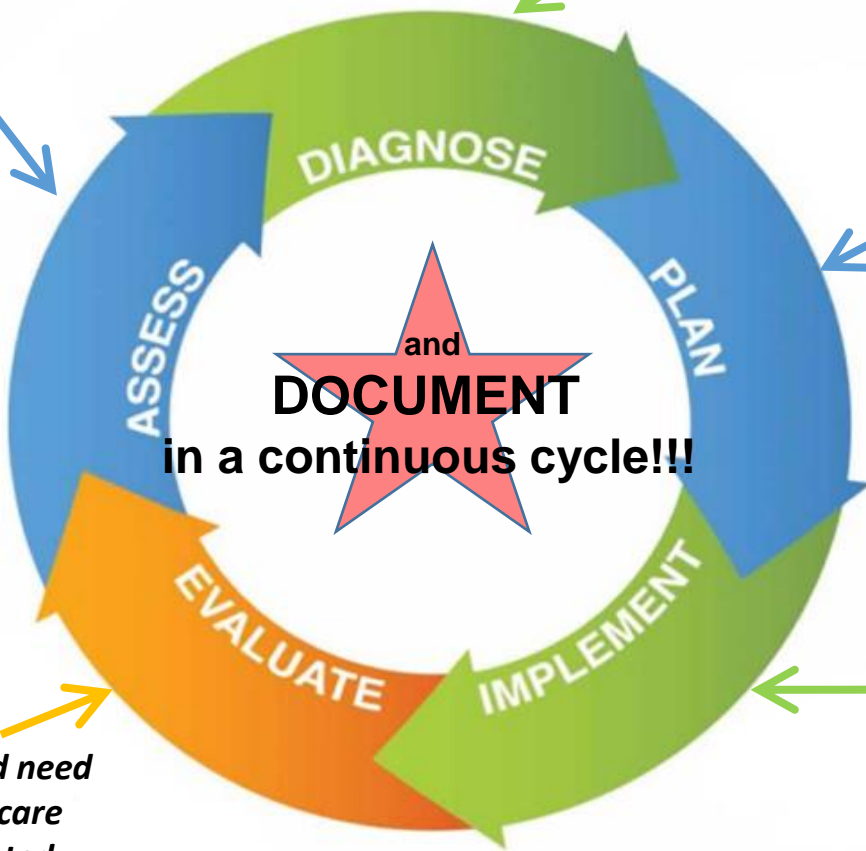 DIAGNOSE
PLAN
ASSESS
and
DOCUMENT
in a continuous cycle!!!
IMPLEMENT
EVALUATE
need
care